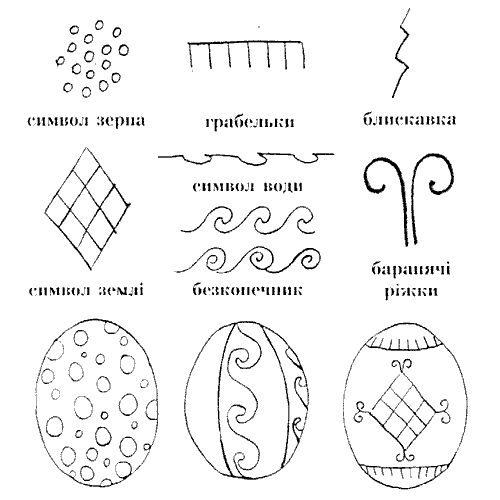 символ зерна
грабельки
блискавка
символ води
символ землі
безконечник
баранячі
ріжки